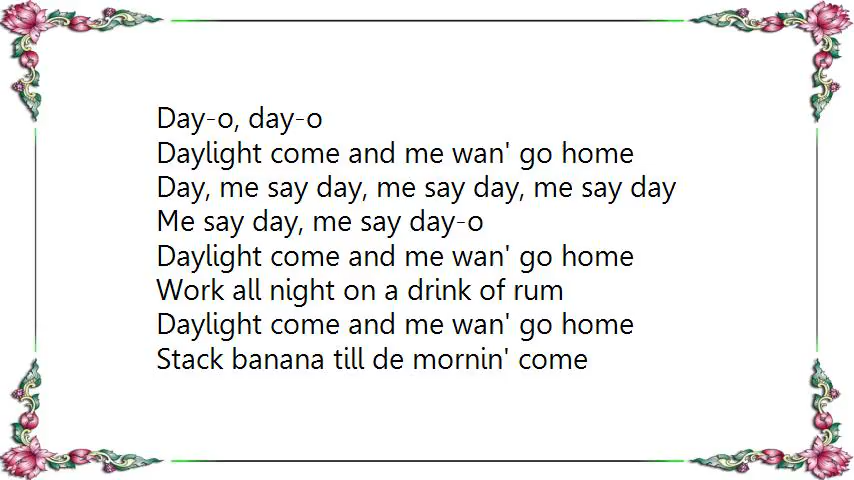 Day-o, day-o
Daylight come and me wan' go home
Day, me say day, me say day, me say day
Me say day, me say day-o
Daylight come and me wan' go home
Work all night on a drink of rum
Daylight come and me wan' go home
Stack banana till de mornin' come